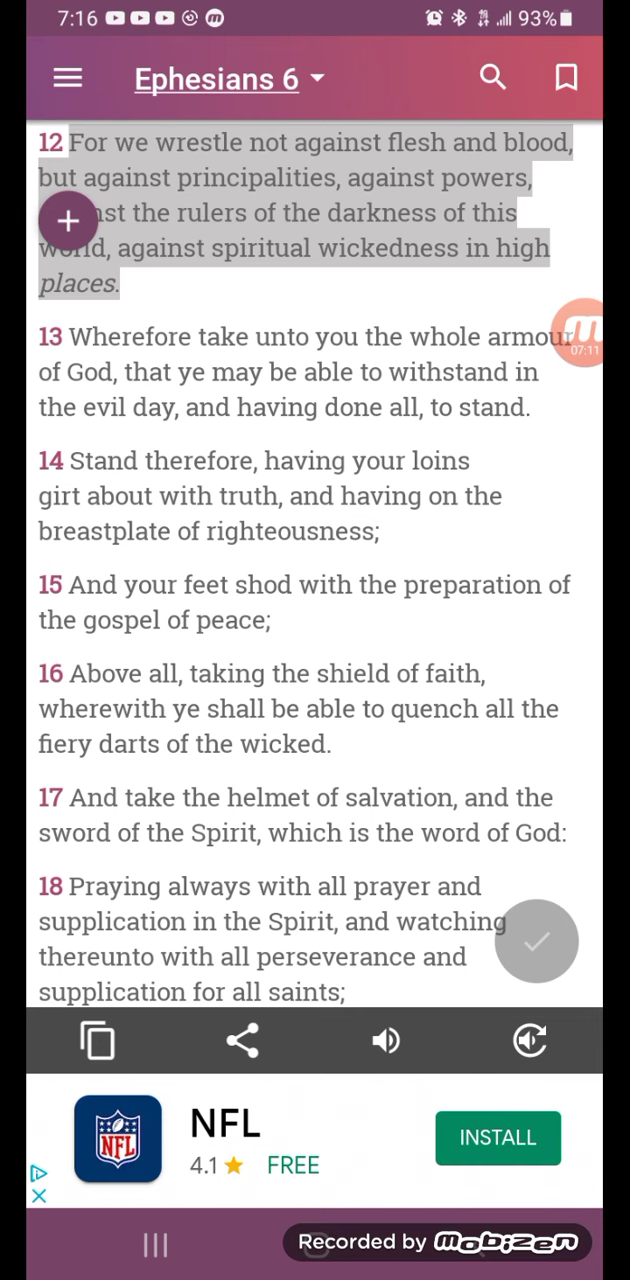 7:16 93%
Ephesians 6
12 For we wrestle not against flesh and blood,
but against principalities, against powers,
nst the rulers of the darkness of this
world, against spiritual wickedness in high
places.
07:11
13 Wherefore take unto you the whole armour
of God, that ye may be able to withstand in
the evil day, and having done all, to stand.
14 Stand therefore, having your loins
girt about with truth, and having on the
breastplate of righteousness;
15 And your feet shod with the preparation of
the gospel of peace;
16 Above all, taking the shield of faith,
wherewith ye shall be able to quench all the
fiery darts of the wicked.
17 And take the helmet of salvation, and the
sword of the Spirit, which is the word of God:
18 Praying always with all prayer and
supplication in the Spirit, and watching
thereunto with all perseverance and
supplication for all saints;
NFL
NFL
4.1 FREE
INSTALL
Recorded by mobizen